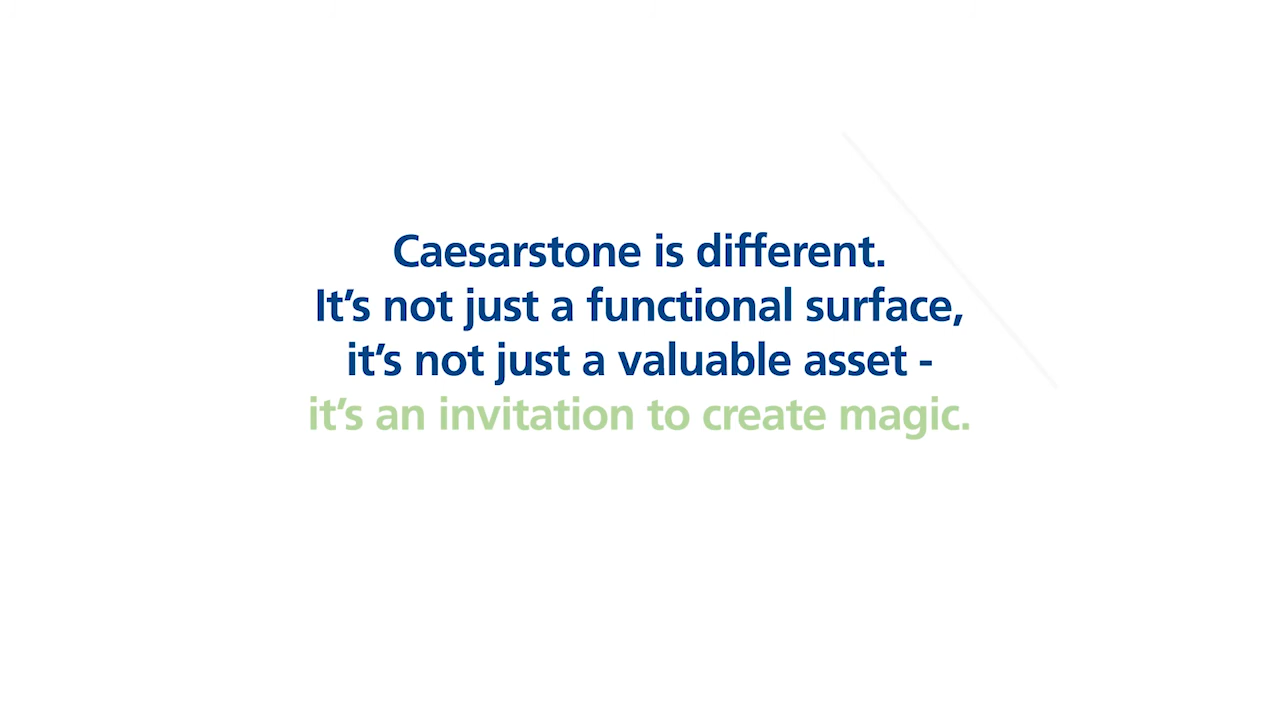 Caesarstone is different.
It’s not just a functional surface,
it’s not just a valuable asset -
it’s an invitation to create magic.